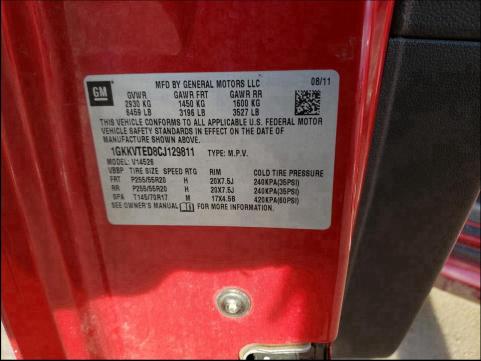 MFD BY GENERAL MOTORS LLC 08/11
GM
GVWR GAWR FRT GAWR RR
2930 KG 1450 KG 1600 KG
6459 LB 3196 LB 3527 LB
THIS VEHICLE CONFORMS TO ALL APPLICABLE U.S. FEDERAL MOTOR
VEHICLE SAFETY STANDARDS IN EFFECT ON THE DATE OF
MANUFACTURE SHOWN ABOVE.
1GKKVTED8CJ129811 TYPE: M.P.V.
MODEL: V14526
VBBP TIRE SIZE SPEED RTG RIM COLD TIRE PRESSURE
FRT P255/55R20 H 20X7.5J 240KPA(35PSI)
RR P255/55R20 H 20X7.5J 240KPA(35PSI)
SPA T145/70R17 M 17X4.5B 420KPA(60PSI)
SEE OWNER'S MANUAL FOR MORE INFORMATION.